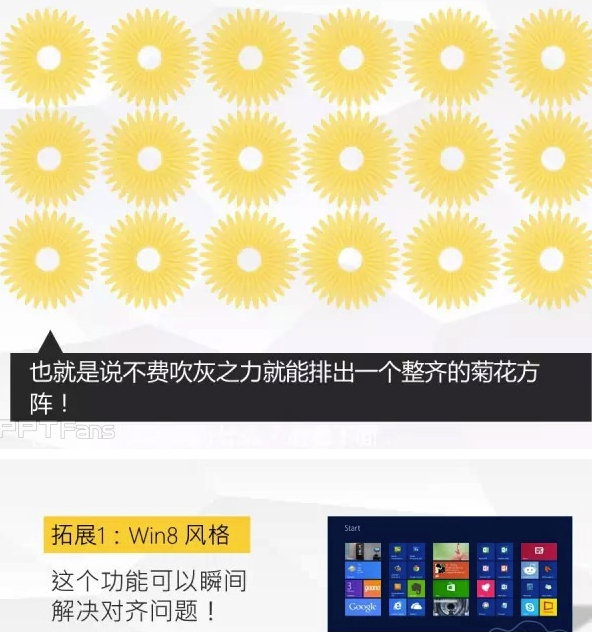 也就是说不费吹灰之力就能排出一个整齐的菊花方
阵！
PPTFans
拓展1：Win8 风格
Start
这个功能可以瞬间
解决对齐问题！
Google